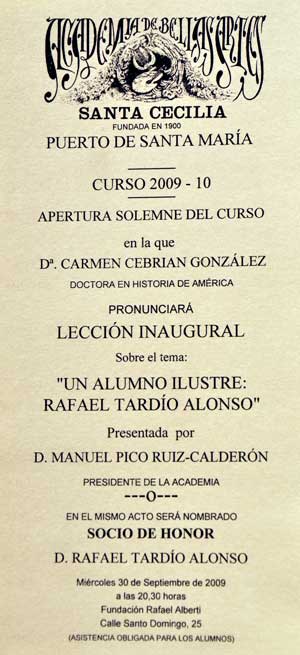 ACADEMIA DE BELLAS ARTES
SANTA CECILIA
FUNDADA EN 1900
PUERTO DE SANTA MARÍA
CURSO 2009 - 10
APERTURA SOLEMNE DEL CURSO
en la que
Dª. CARMEN CEBRIAN GONZÁLEZ
DOCTORA EN HISTORIA DE AMÉRICA
PRONUNCIARÁ
LECCIÓN INAUGURAL
Sobre el tema:
"UN ALUMNO ILUSTRE:
RAFAEL TARDÍO ALONSO"
Presentada por
D. MANUEL PICO RUIZ-CALDERÓN
PRESIDENTE DE LA ACADEMIA
---o---
EN EL MISMO ACTO SERÁ NOMBRADO
SOCIO DE HONOR
D. RAFAEL TARDÍO ALONSO
Miércoles 30 de Septiembre de 2009
a las 20,30 horas
Fundación Rafael Alberti
Calle Santo Domingo, 25
(ASISTENCIA OBLIGADA PARA LOS ALUMNOS)